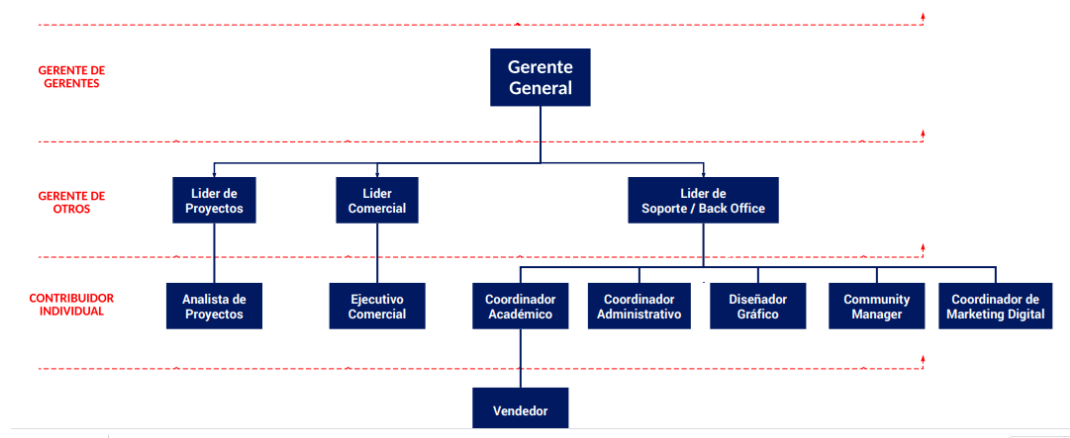 Gerente
General
GERENTE DE
GERENTES
GERENTE DE
OTROS
Lider de
Proyectos
Lider
Comercial
Lider de
Soporte / Back Office
CONTRIBUIDOR
INDIVIDUAL
Analista de
Proyectos
Ejecutivo
Comercial
Coordinador
Académico
Coordinador
Administrativo
Diseñador
Gráfico
Community
Manager
Coordinador de
Marketing Digital
Vendedor